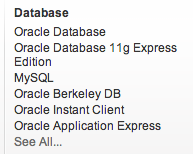 Database
Oracle Database
Oracle Database 11g Express
Edition
MySQL
Oracle Berkeley DB
Oracle Instant Client
Oracle Application Express
See All...